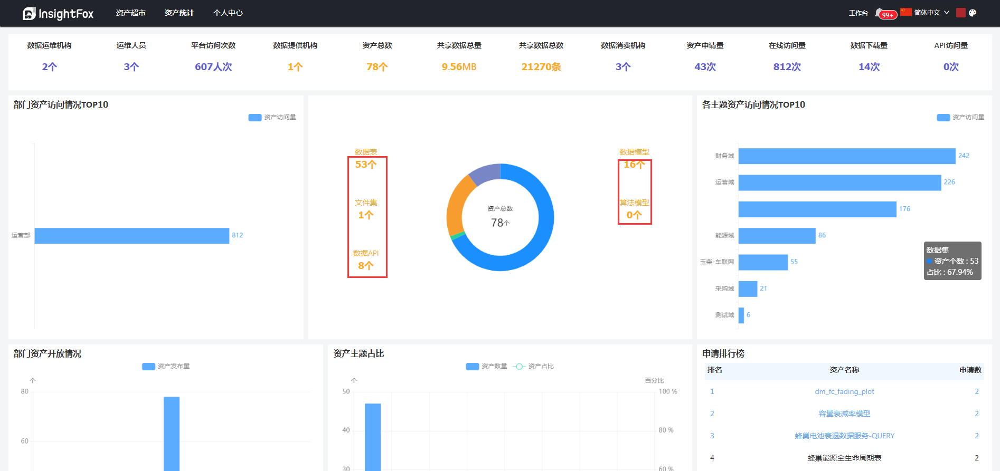 InsightFox 资产超市 资产统计 个人中心 工作台 99+ 简体中文
数据运维机构 运维人员 平台访问次数 数据提供机构 资产总数 共享数据总量 共享数据总数 数据消费机构 资产申请量 在线访问量 数据下载量 API访问量
2个 3个 607人次 1个 78个 9.56MB 21270条 3个 43次 812次 14次 0次
部门资产访问情况TOP10
资产访问量
运营部 812
数据表
53个
文件集
1个
数据API
8个
资产总数
78个
数据模型
16个
算法模型
0个
各主题资产访问情况TOP10
资产访问量
财务域 242
运营域 226
176
能源域 86
玉柴-车联网 55
采购域 21
测试域 6
数据集
资产个数 : 53
占比 : 67.94%
部门资产开放情况
资产发布量
个
80
60
资产主题占比
资产数量 资产占比
个 百分比
50 100 %
40 80 %
30 60 %
申请排行榜
排名 资产名称 申请数
1 dm_fc_fading_plot 2
2 容量衰减率模型 2
3 蜂巢电池衰退数据服务-QUERY 2
4 蜂巢能源全生命周期表 2